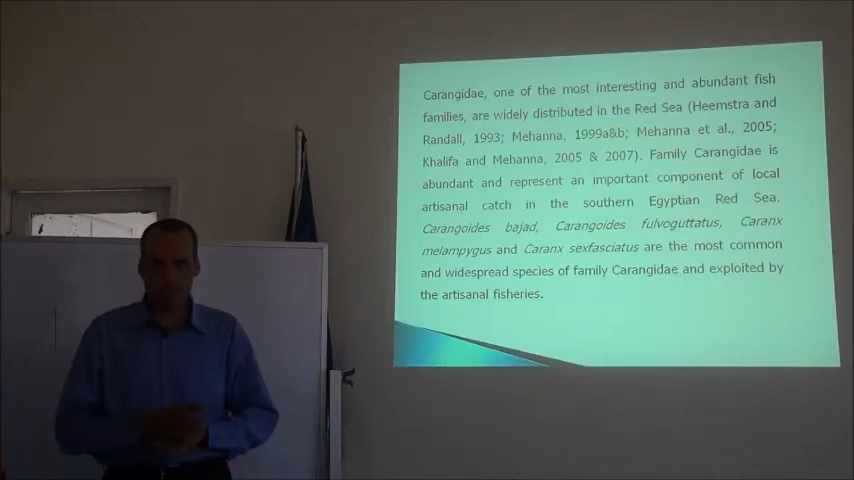 Carangidae, one of the most interesting and abundant fish
families, are widely distributed in the Red Sea (Heemstra and
Randall, 1993; Mehanna, 1999a&b; Mehanna et al., 2005;
Khalifa and Mehanna, 2005 & 2007). Family Carangidae is
abundant and represent an important component of local
artisanal catch in the southern Egyptian Red Sea.
Carangoides bajad, Carangoides fulvoguttatus, Caranx
melampygus and Caranx sexfasciatus are the most common
and widespread species of family Carangidae and exploited by
the artisanal fisheries.